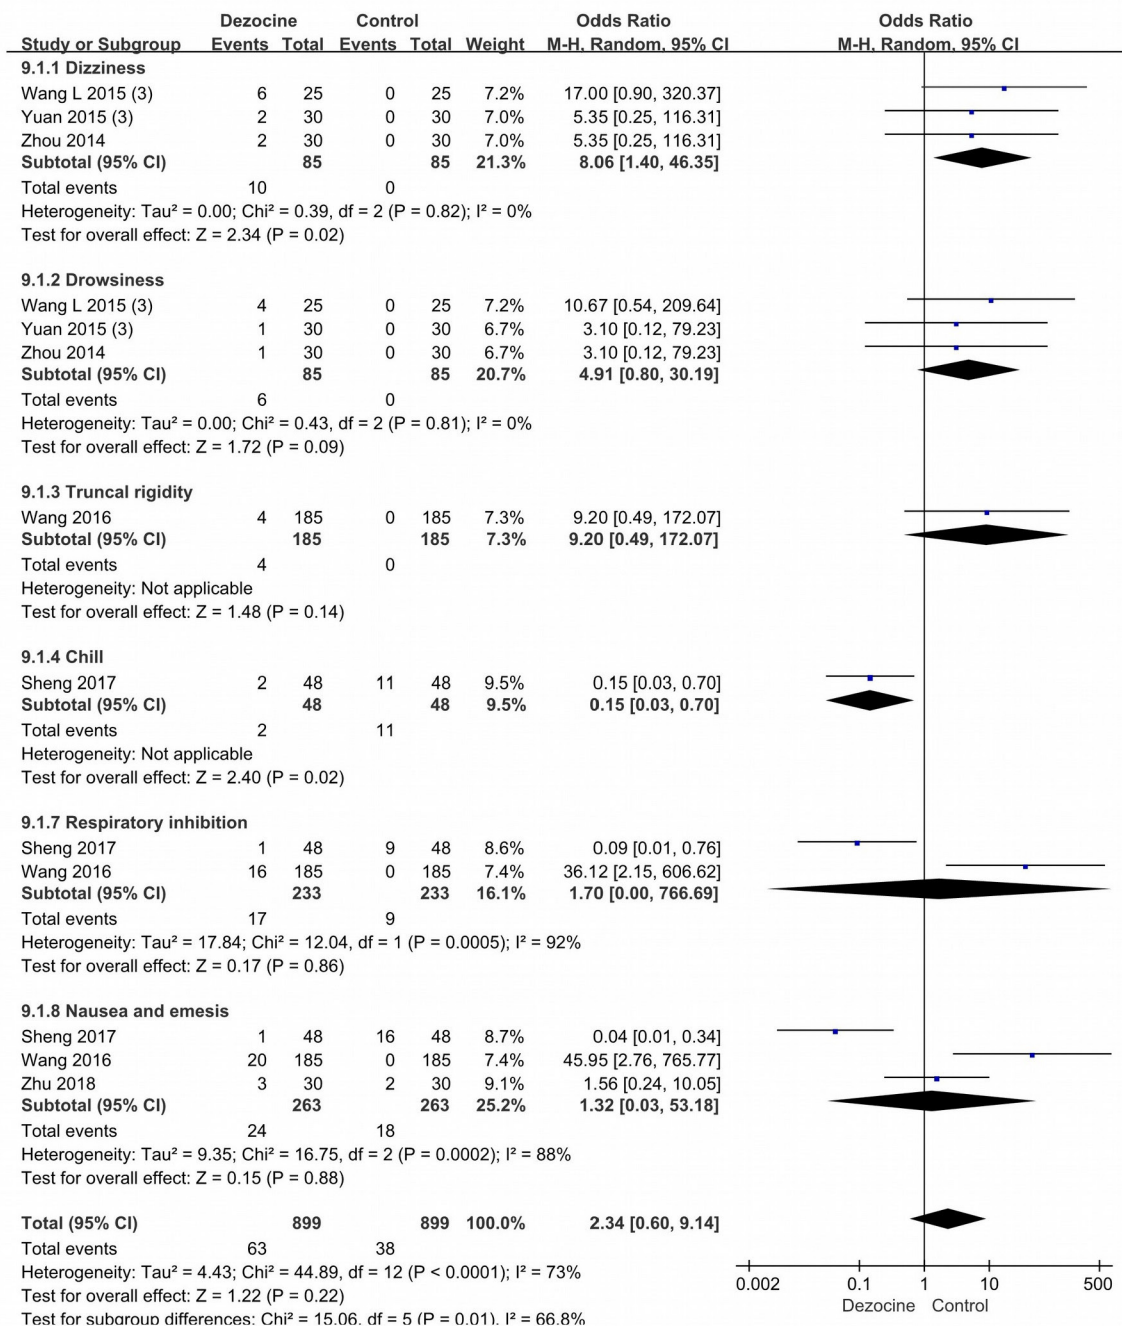 Dezocine Control Odds Ratio Odds Ratio
Study or Subgroup Events Total Events Total Weight M-H, Random, 95% CI M-H, Random, 95% CI
9.1.1 Dizziness
Wang L 2015 (3) 6 25 0 25 7.2% 17.00 [0.90, 320.37]
Yuan 2015 (3) 2 30 0 30 7.0% 5.35 [0.25, 116.31]
Zhou 2014 2 30 0 30 7.0% 5.35 [0.25, 116.31]
Subtotal (95% CI) 85 85 21.3% 8.06 [1.40, 46.35]
Total events 10 0
Heterogeneity: Tau² = 0.00; Chi² = 0.39, df = 2 (P = 0.82); I² = 0%
Test for overall effect: Z = 2.34 (P = 0.02)
9.1.2 Drowsiness
Wang L 2015 (3) 4 25 0 25 7.2% 10.67 [0.54, 209.64]
Yuan 2015 (3) 1 30 0 30 6.7% 3.10 [0.12, 79.23]
Zhou 2014 1 30 0 30 6.7% 3.10 [0.12, 79.23]
Subtotal (95% CI) 85 85 20.7% 4.91 [0.80, 30.19]
Total events 6 0
Heterogeneity: Tau² = 0.00; Chi² = 0.43, df = 2 (P = 0.81); I² = 0%
Test for overall effect: Z = 1.72 (P = 0.09)
9.1.3 Truncal rigidity
Wang 2016 4 185 0 185 7.3% 9.20 [0.49, 172.07]
Subtotal (95% CI) 185 185 7.3% 9.20 [0.49, 172.07]
Total events 4 0
Heterogeneity: Not applicable
Test for overall effect: Z = 1.48 (P = 0.14)
9.1.4 Chill
Sheng 2017 2 48 11 48 9.5% 0.15 [0.03, 0.70]
Subtotal (95% CI) 48 48 9.5% 0.15 [0.03, 0.70]
Total events 2 11
Heterogeneity: Not applicable
Test for overall effect: Z = 2.40 (P = 0.02)
9.1.7 Respiratory inhibition
Sheng 2017 1 48 9 48 8.6% 0.09 [0.01, 0.76]
Wang 2016 16 185 0 185 7.4% 36.12 [2.15, 606.62]
Subtotal (95% CI) 233 233 16.1% 1.70 [0.00, 766.69]
Total events 17 9
Heterogeneity: Tau² = 17.84; Chi² = 12.04, df = 1 (P = 0.0005); I² = 92%
Test for overall effect: Z = 0.17 (P = 0.86)
9.1.8 Nausea and emesis
Sheng 2017 1 48 16 48 8.7% 0.04 [0.01, 0.34]
Wang 2016 20 185 0 185 7.4% 45.95 [2.76, 765.77]
Zhu 2018 3 30 2 30 9.1% 1.56 [0.24, 10.05]
Subtotal (95% CI) 263 263 25.2% 1.32 [0.03, 53.18]
Total events 24 18
Heterogeneity: Tau² = 9.35; Chi² = 16.75, df = 2 (P = 0.0002); I² = 88%
Test for overall effect: Z = 0.15 (P = 0.88)
Total (95% CI) 899 899 100.0% 2.34 [0.60, 9.14]
Total events 63 38
Heterogeneity: Tau² = 4.43; Chi² = 44.89, df = 12 (P < 0.0001); I² = 73%
Test for overall effect: Z = 1.22 (P = 0.22)
Test for subgroup differences: Chi² = 15.06, df = 5 (P = 0.01), I² = 66.8%
0.002 0.1 1 10 500
Dezocine Control